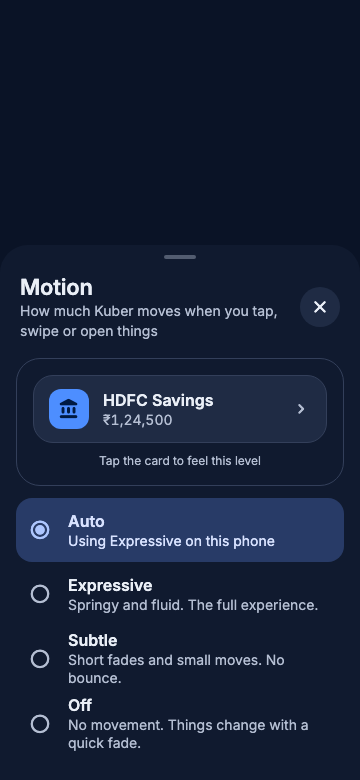 Motion
How much Kuber moves when you tap,
swipe or open things
HDFC Savings
₹1,24,500
Tap the card to feel this level
Auto
Using Expressive on this phone
Expressive
Springy and fluid. The full experience.
Subtle
Short fades and small moves. No
bounce.
Off
No movement. Things change with a
quick fade.